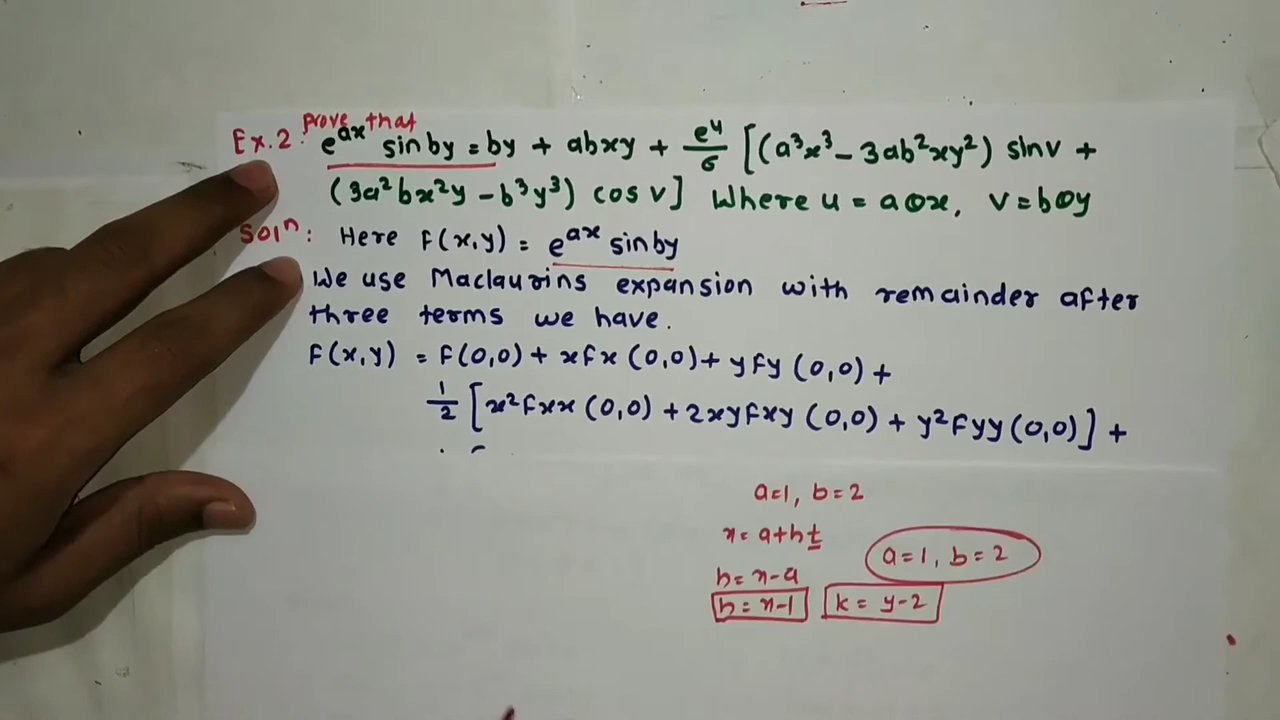 prove that
Ex.2. e^ax sin by = by + abxy + e^u/6 [(a³x³ - 3ab²xy²) sin v +
(3a²bx²y - b³y³) cos v] Where u = aθx, v = bθy
Solⁿ: Here F(x,y) = e^ax sin by
We use Maclaurins expansion with remainder after
three terms we have.
F(x,y) = F(0,0) + xFx (0,0) + yFy (0,0) +
1/2 [x²Fxx (0,0) + 2xyFxy (0,0) + y²Fyy (0,0)] +
a=1, b=2
x = a+ht
a=1, b=2
h = x-a
h = x-1 k = y-2